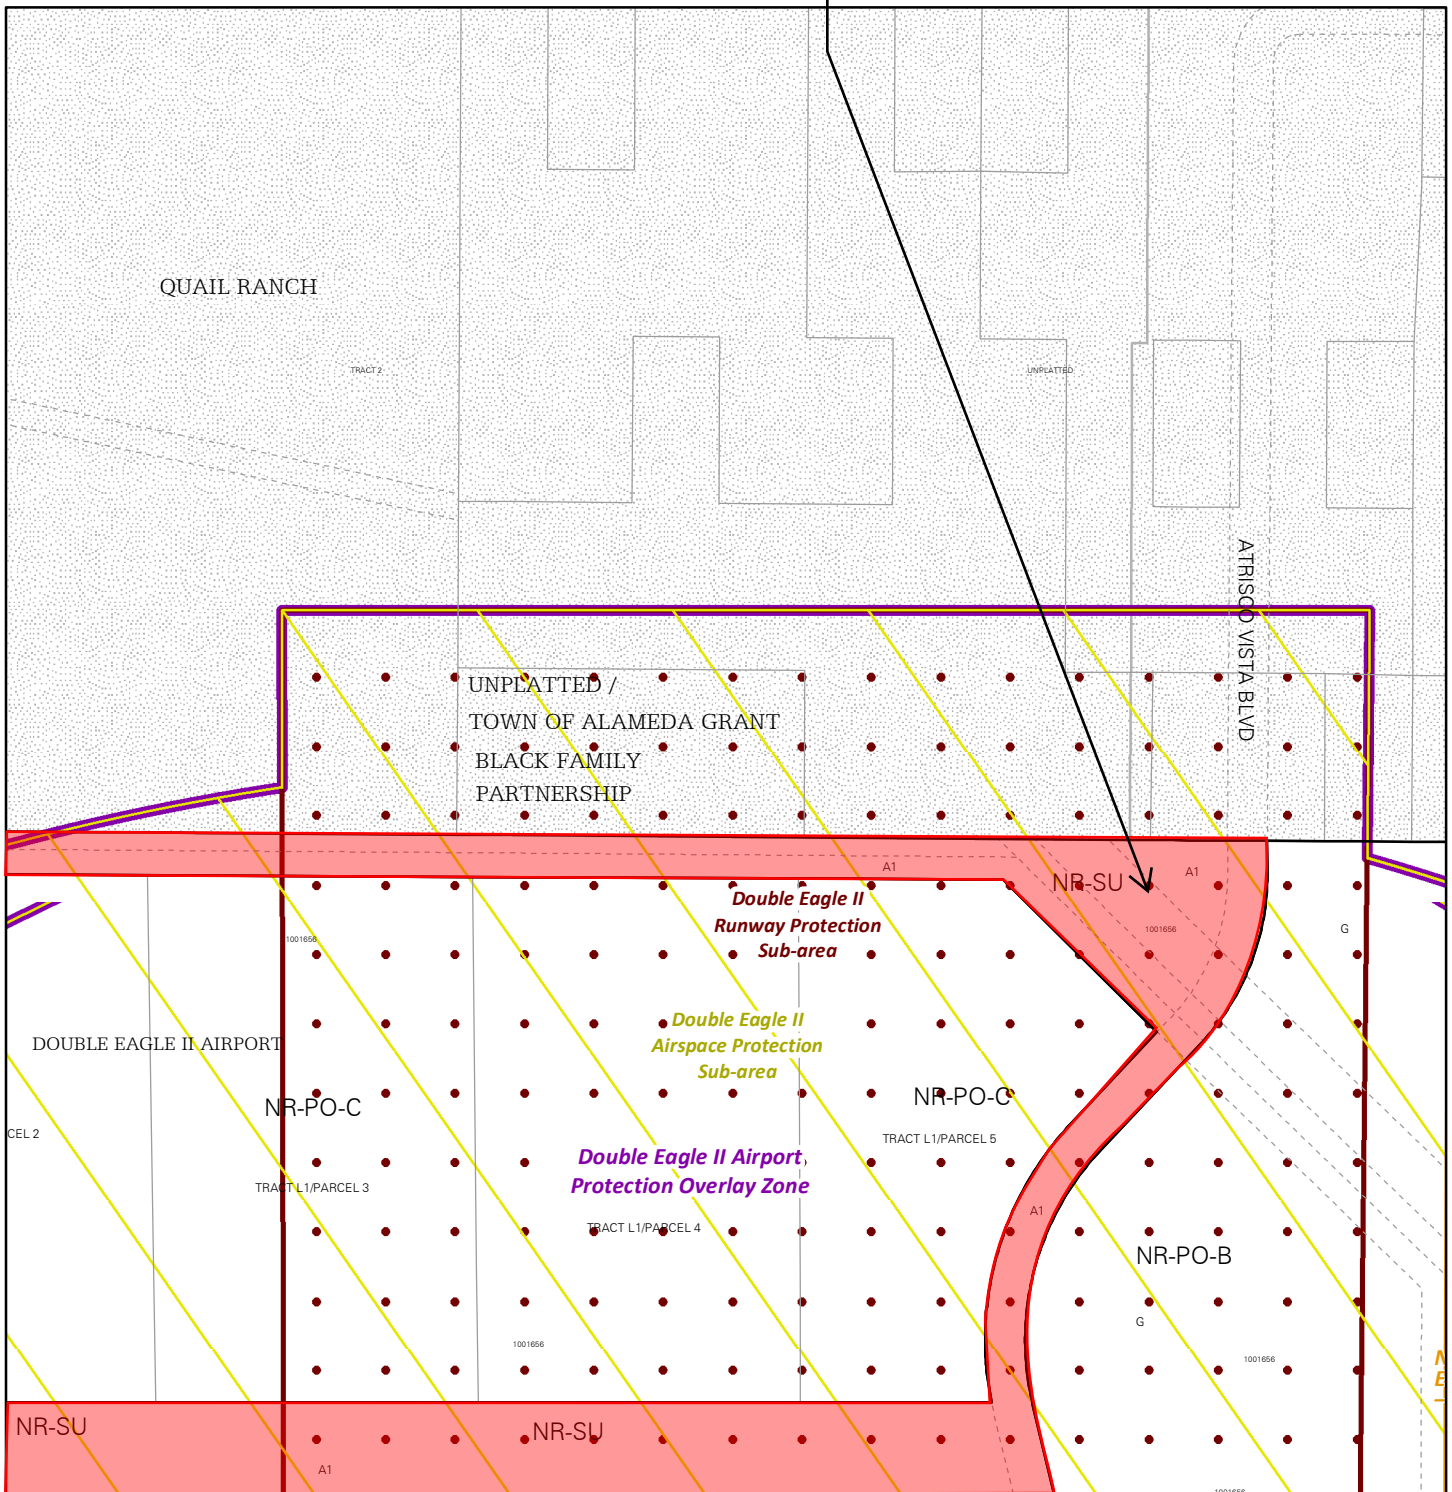 QUAIL RANCH
TRACT 2
UNPLATTED
ATRISCO VISTA BLVD
UNPLATTED /
TOWN OF ALAMEDA GRANT
BLACK FAMILY
PARTNERSHIP
A1
NR-SU
A1
Double Eagle II
Runway Protection
Sub-area
1001656
G
1001656
Double Eagle II
Airspace Protection
Sub-area
DOUBLE EAGLE II AIRPORT
NR-PO-C
NR-PO-C
CEL 2
TRACT L1/PARCEL 5
Double Eagle II Airport
Protection Overlay Zone
TRACT L1/PARCEL 3
A1
TRACT L1/PARCEL 4
NR-PO-B
G
1001656
1001656
N
E
NR-SU
NR-SU
A1
1001656